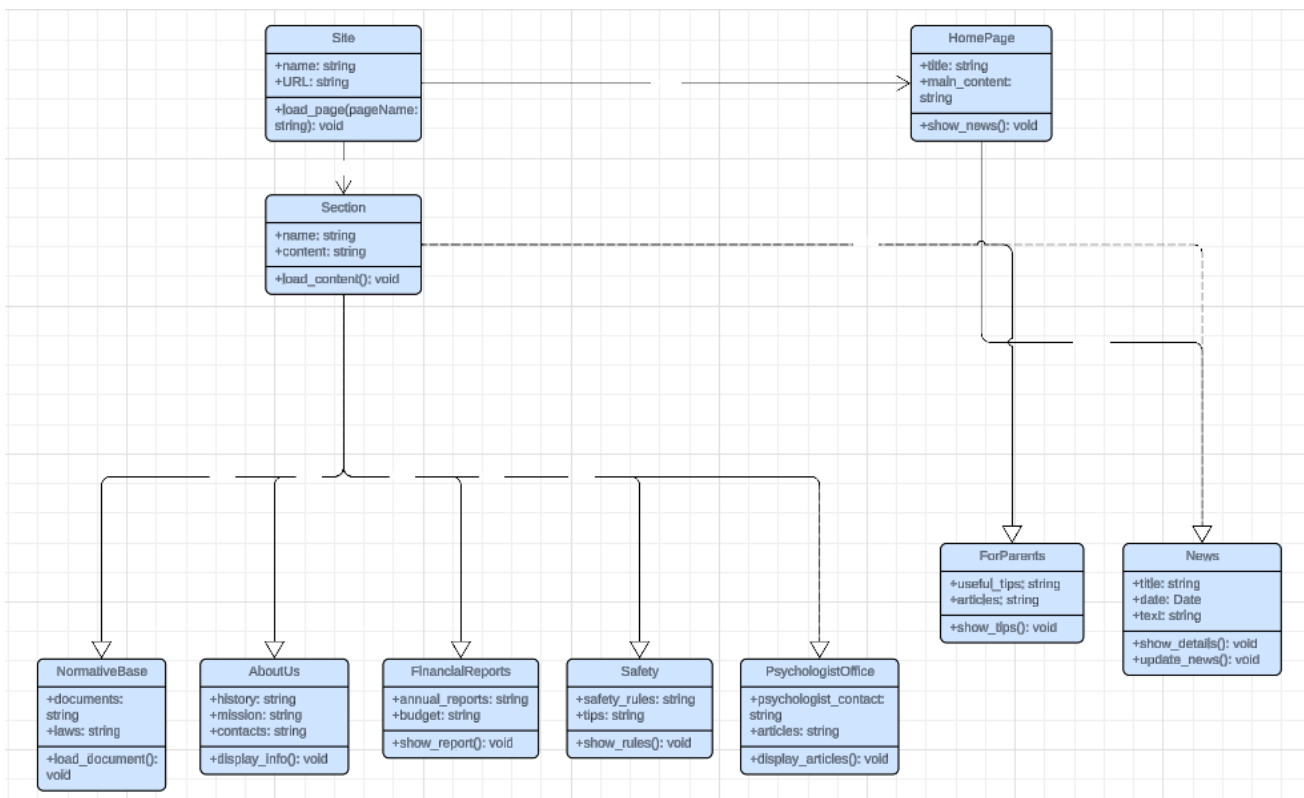 Site
+name: string
+URL: string
+load_page(pageName:
string): void
HomePage
+title: string
+main_content:
string
+show_news(): void
Section
+name: string
+content: string
+load_content(): void
ForParents
+useful_tips: string
+articles: string
+show_tips(): void
News
+title: string
+date: Date
+text: string
+show_details(): void
+update_news(): void
NormativeBase
+documents:
string
+laws: string
+load_document():
void
AboutUs
+history: string
+mission: string
+contacts: string
+display_info(): void
FinancialReports
+annual_reports: string
+budget: string
+show_report(): void
Safety
+safety_rules: string
+tips: string
+show_rules(): void
PsychologistOffice
+psychologist_contact:
string
+articles: string
+display_articles(): void